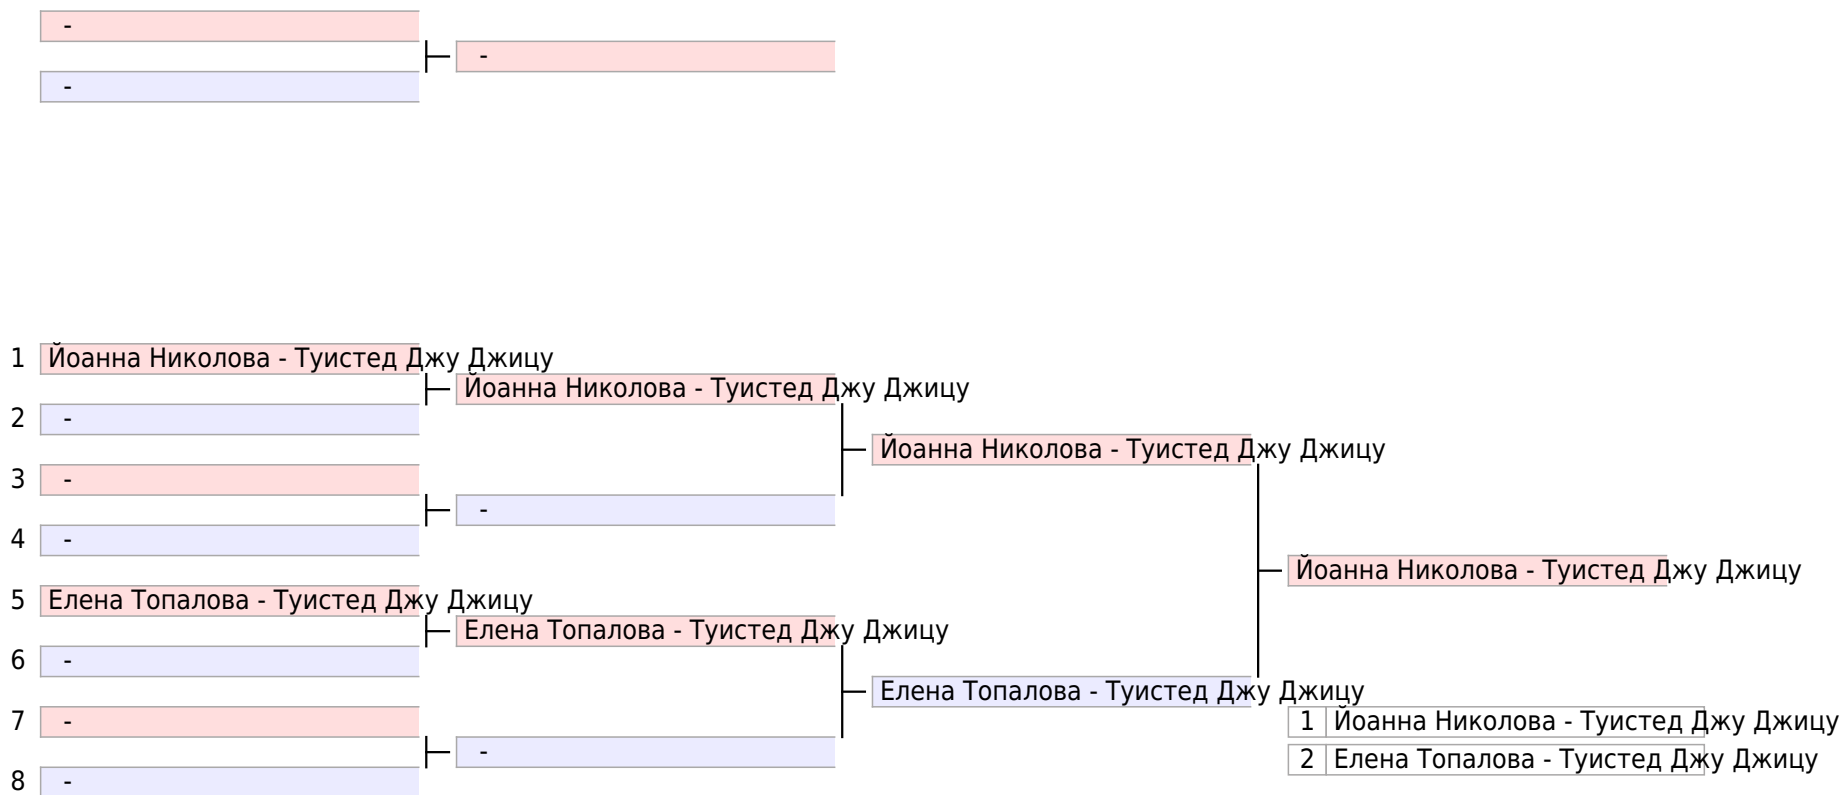 -
-
-
1 Йоанна Николова - Туистед Джу Джицу
Йоанна Николова - Туистед Джу Джицу
2 -
Йоанна Николова - Туистед Джу Джицу
3 -
-
4 -
Йоанна Николова - Туистед Джу Джицу
5 Елена Топалова - Туистед Джу Джицу
Елена Топалова - Туистед Джу Джицу
6 -
Елена Топалова - Туистед Джу Джицу
7 -
1 Йоанна Николова - Туистед Джу Джицу
-
2 Елена Топалова - Туистед Джу Джицу
8 -